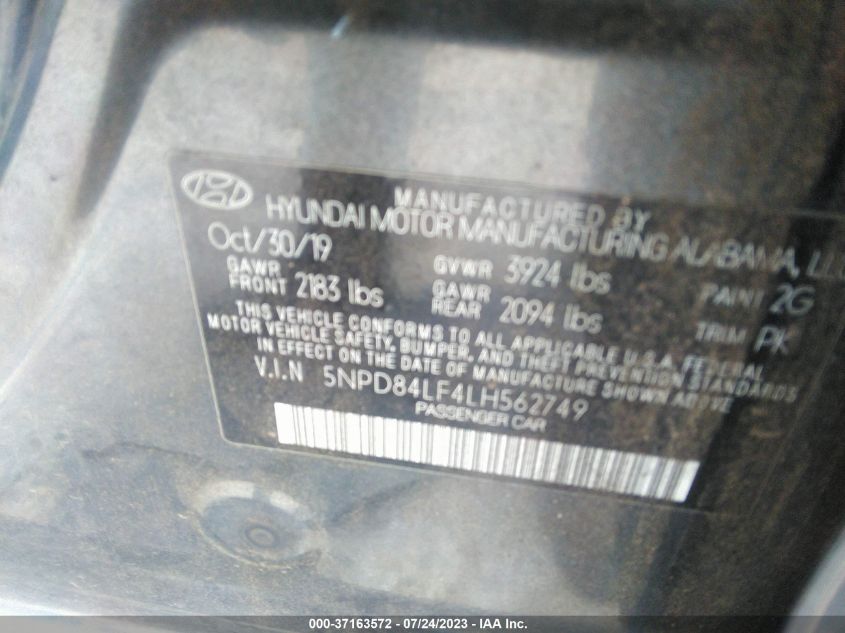 MANUFACTURED BY
HYUNDAI MOTOR MANUFACTURING ALABAMA, LLC
Oct/30/19
GAWR FRONT 2183 lbs
GVWR 3924 lbs
GAWR REAR 2094 lbs
PAINT 2G
TRIM PK
THIS VEHICLE CONFORMS TO ALL APPLICABLE U.S.A. FEDERAL
MOTOR VEHICLE SAFETY, BUMPER, AND THEFT PREVENTION STANDARDS
IN EFFECT ON THE DATE OF MANUFACTURE SHOWN ABOVE
V.I.N 5NPD84LF4LH562749
PASSENGER CAR
000-37163572 / 07/24/2023 - IAA Inc.